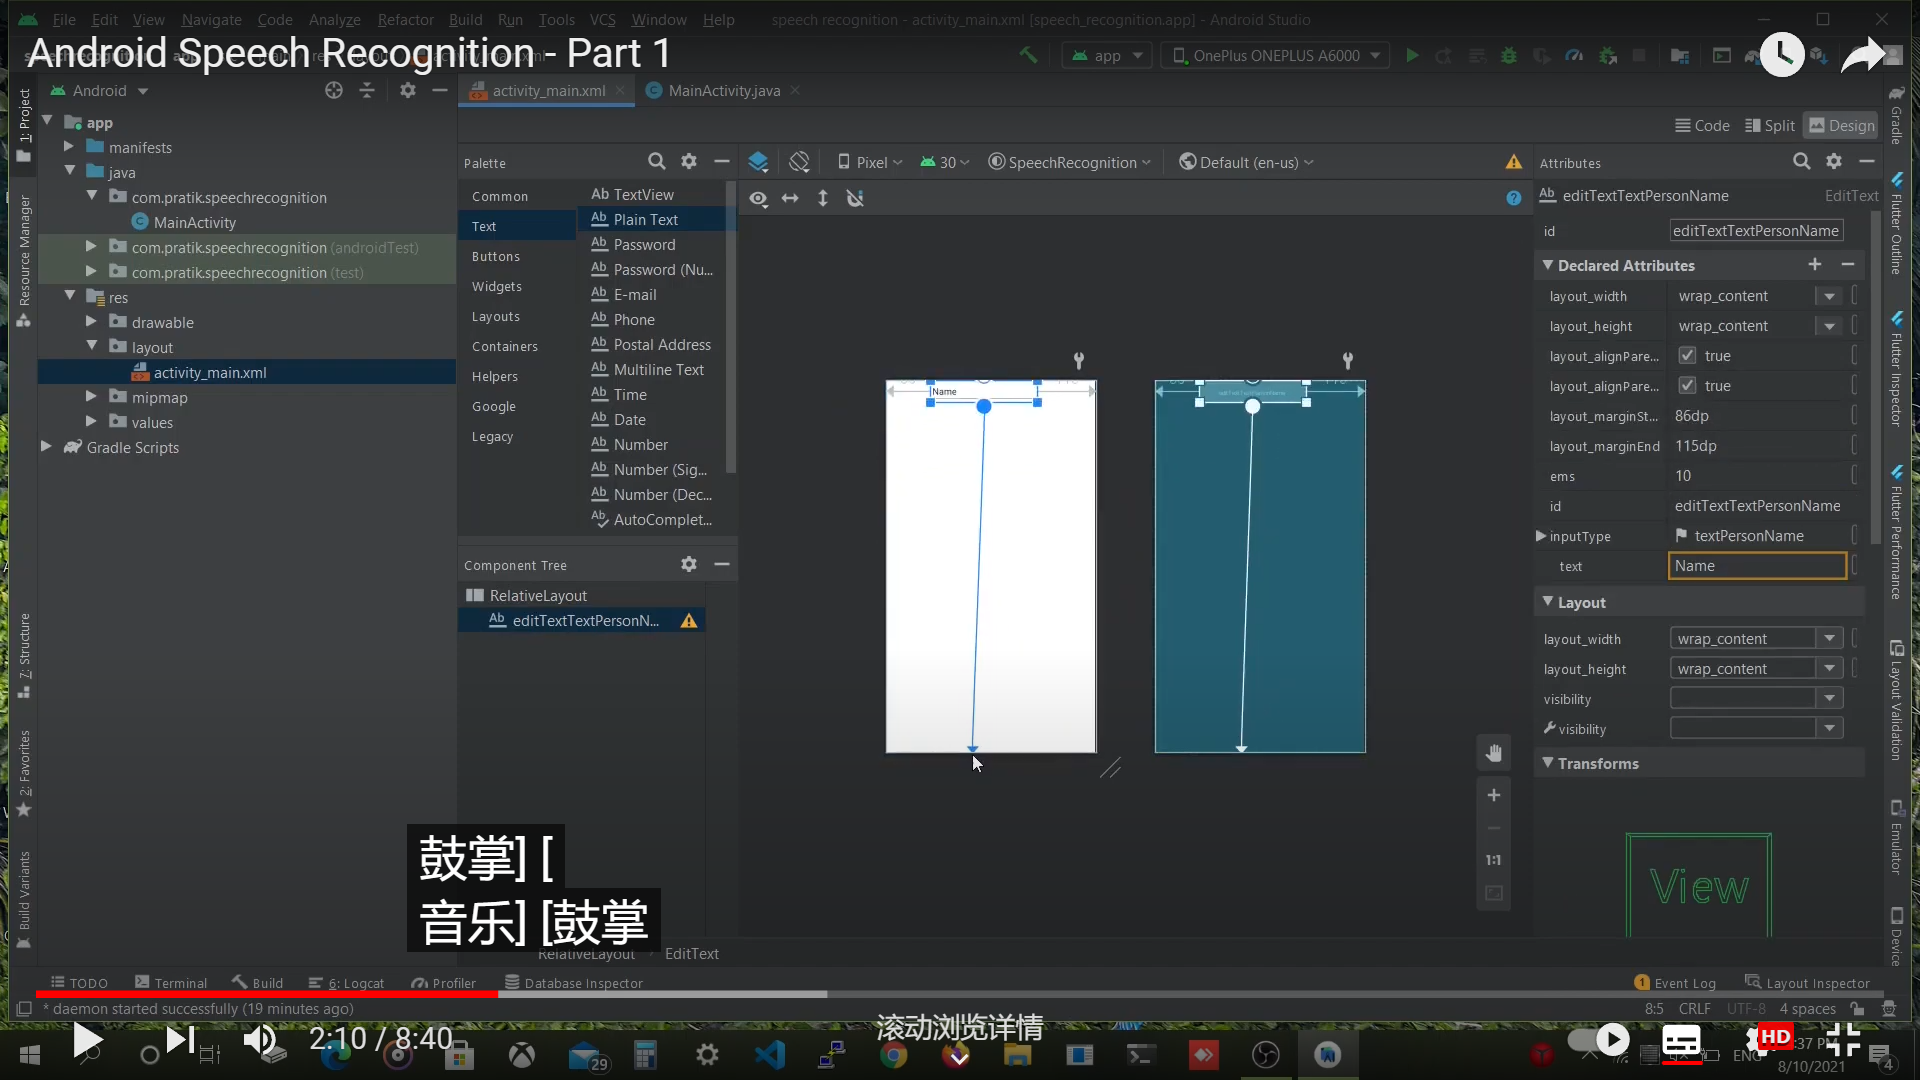 File Edit View Navigate Code Analyze Refactor Build Run Tools VCS Window Help speech recognition - activity_main.xml [speech_recognition.app] - Android Studio
Android Speech Recognition - Part 1
app
OnePlus ONEPLUS A6000
1: Project
Android
activity_main.xml
MainActivity.java
Gradle
Code
Split
Design
app
manifests
java
com.pratik.speechrecognition
MainActivity
com.pratik.speechrecognition (androidTest)
com.pratik.speechrecognition (test)
res
drawable
layout
activity_main.xml
mipmap
values
Gradle Scripts
Resource Manager
7: Structure
2: Favorites
Build Variants
Palette
Common
Text
Buttons
Widgets
Layouts
Containers
Helpers
Google
Legacy
Ab TextView
Ab Plain Text
Ab Password
Ab Password (Nu...
Ab E-mail
Ab Phone
Ab Postal Address
Ab Multiline Text
Ab Time
Ab Date
Ab Number
Ab Number (Sig...
Ab Number (Dec...
Ab AutoComplet...
Component Tree
RelativeLayout
Ab editTextTextPersonN...
Pixel
30
SpeechRecognition
Default (en-us)
Name
1:1
Attributes
Ab editTextTextPersonName EditText
id editTextTextPersonName
Declared Attributes
layout_width wrap_content
layout_height wrap_content
layout_alignPare... true
layout_alignPare... true
layout_marginSt... 86dp
layout_marginEnd 115dp
ems 10
id editTextTextPersonName
inputType textPersonName
text Name
Layout
layout_width wrap_content
layout_height wrap_content
visibility
visibility
Transforms
View
Flutter Outline
Flutter Inspector
Flutter Performance
Layout Validation
Emulator
Device
鼓掌] [
音乐] [鼓掌
RelativeLayout EditText
TODO Terminal Build 6: Logcat Profiler Database Inspector 1 Event Log Layout Inspector
* daemon started successfully (19 minutes ago) 8:5 CRLF UTF-8 4 spaces
滚动浏览详情
2:10 / 8:40
29
HD
ENG
:37 PM
8/10/2021
4